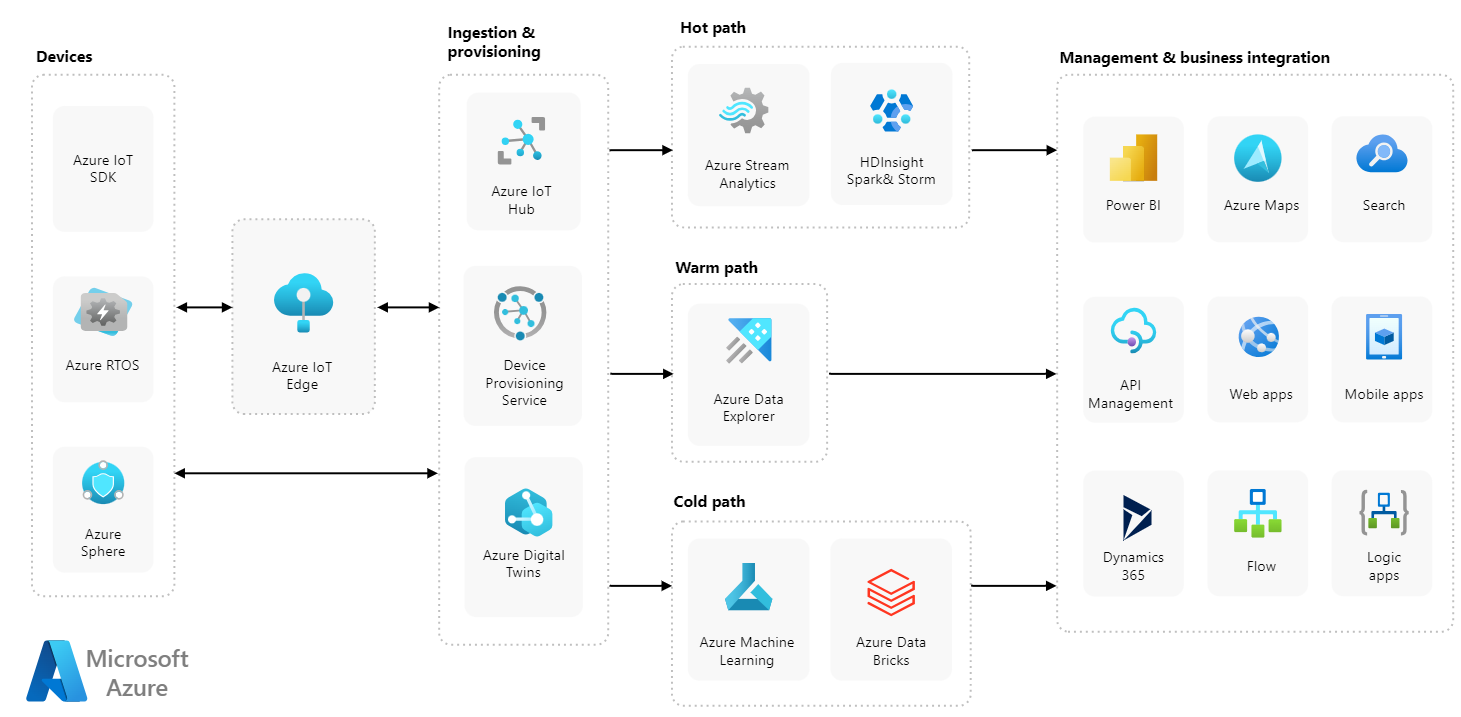 Devices
Azure IoT
SDK
Azure RTOS
Azure
Sphere
Azure IoT
Edge
Ingestion &
provisioning
Azure IoT
Hub
Device
Provisioning
Service
Azure Digital
Twins
Hot path
Azure Stream
Analytics
HDInsight
Spark& Storm
Warm path
Azure Data
Explorer
Cold path
Azure Machine
Learning
Azure Data
Bricks
Management & business integration
Power BI
Azure Maps
Search
API
Management
Web apps
Mobile apps
Dynamics
365
Flow
Logic
apps
Microsoft
Azure